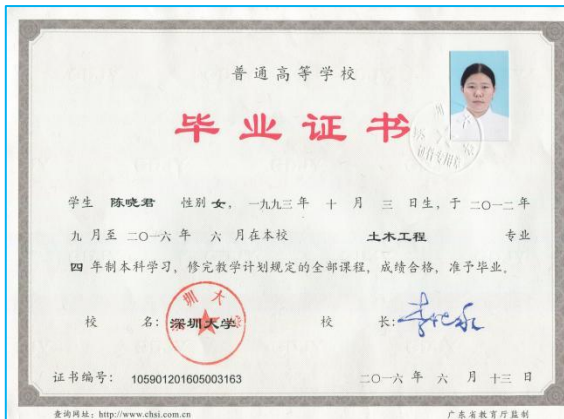 普通高等学校
毕业证书
学生 陈晓君 性别 女，一九九三年 十 月 三 日生，于 二〇一二年
九 月至 二〇一六年 六 月在本校 土木工程 专业
四 年制本科学习，修完教学计划规定的全部课程，成绩合格，准予毕业。
校 名：深圳大学 校 长：
证书编号： 105901201605003163 二〇一六年 六 月十三日
查询网址：http://www.chsi.com.cn 广东省教育厅监制